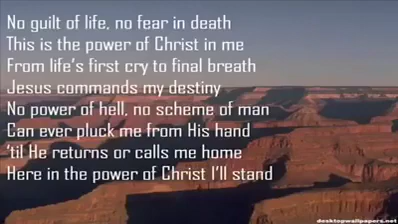 No guilt of life, no fear in death
This is the power of Christ in me
From life's first cry to final breath
Jesus commands my destiny
No power of hell, no scheme of man
Can ever pluck me from His hand
'til He returns or calls me home
Here in the power of Christ I'll stand
desktopwallpapers.net